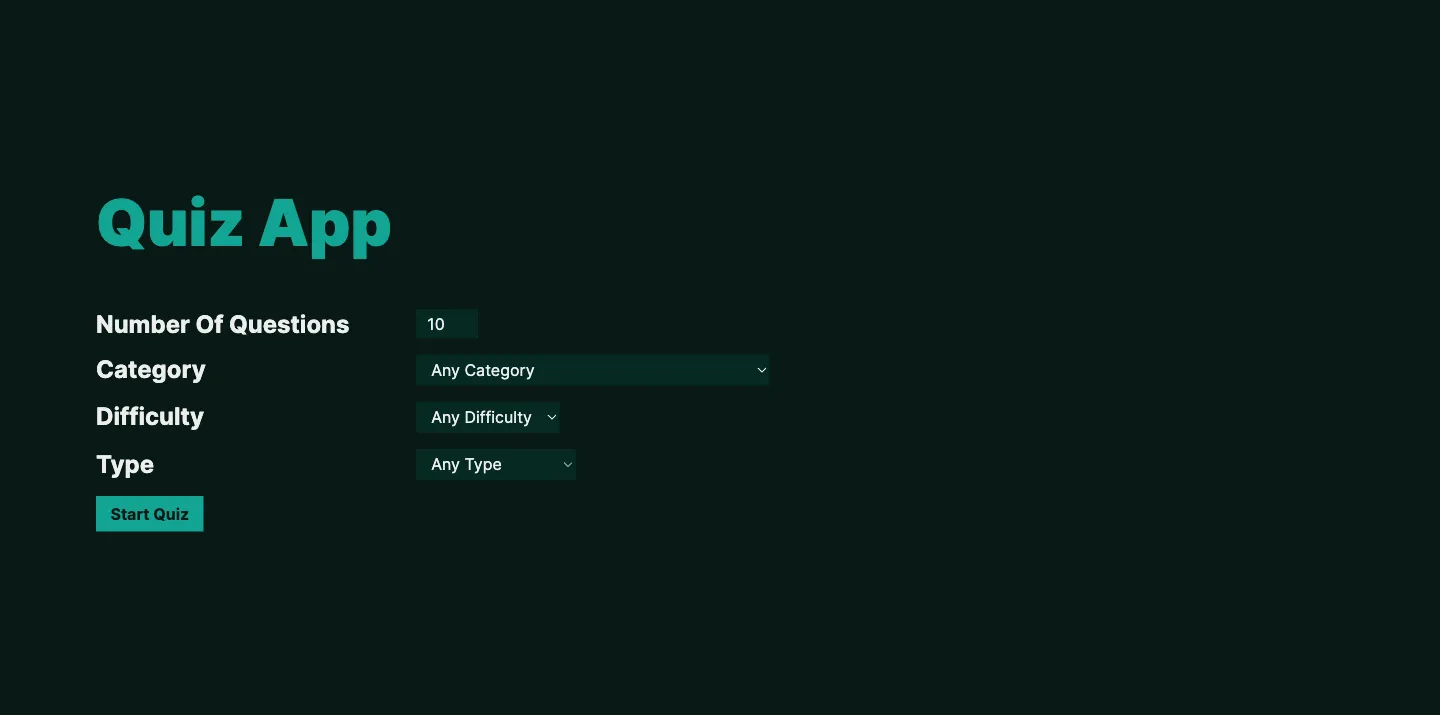 Quiz App
Number Of Questions 10
Category Any Category
Difficulty Any Difficulty
Type Any Type
Start Quiz